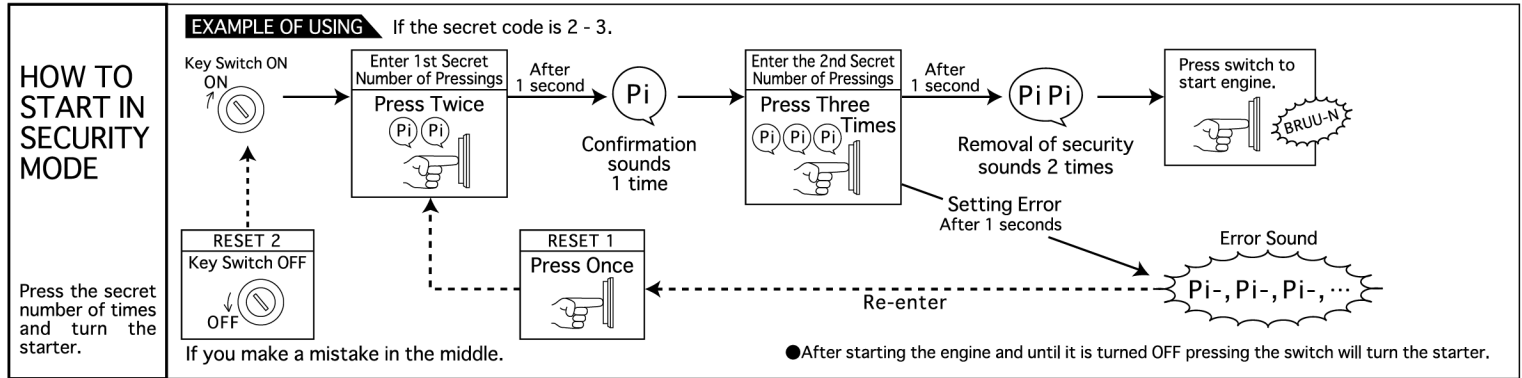 HOW TO
START IN
SECURITY
MODE
Press the secret
number of times
and turn the
starter.
EXAMPLE OF USING If the secret code is 2 - 3.
Key Switch ON
ON
Enter 1st Secret
Number of Pressings
Press Twice
Pi Pi
After
1 second
Pi
Confirmation
sounds
1 time
Enter the 2nd Secret
Number of Pressings
Press Three
Times
Pi Pi Pi
After
1 second
Pi Pi
Removal of security
sounds 2 times
Press switch to
start engine.
BRUU-N
Setting Error
After 1 seconds
Error Sound
Pi-, Pi-, Pi-, …
Re-enter
RESET 1
Press Once
RESET 2
Key Switch OFF
OFF
If you make a mistake in the middle.
●After starting the engine and until it is turned OFF pressing the switch will turn the starter.